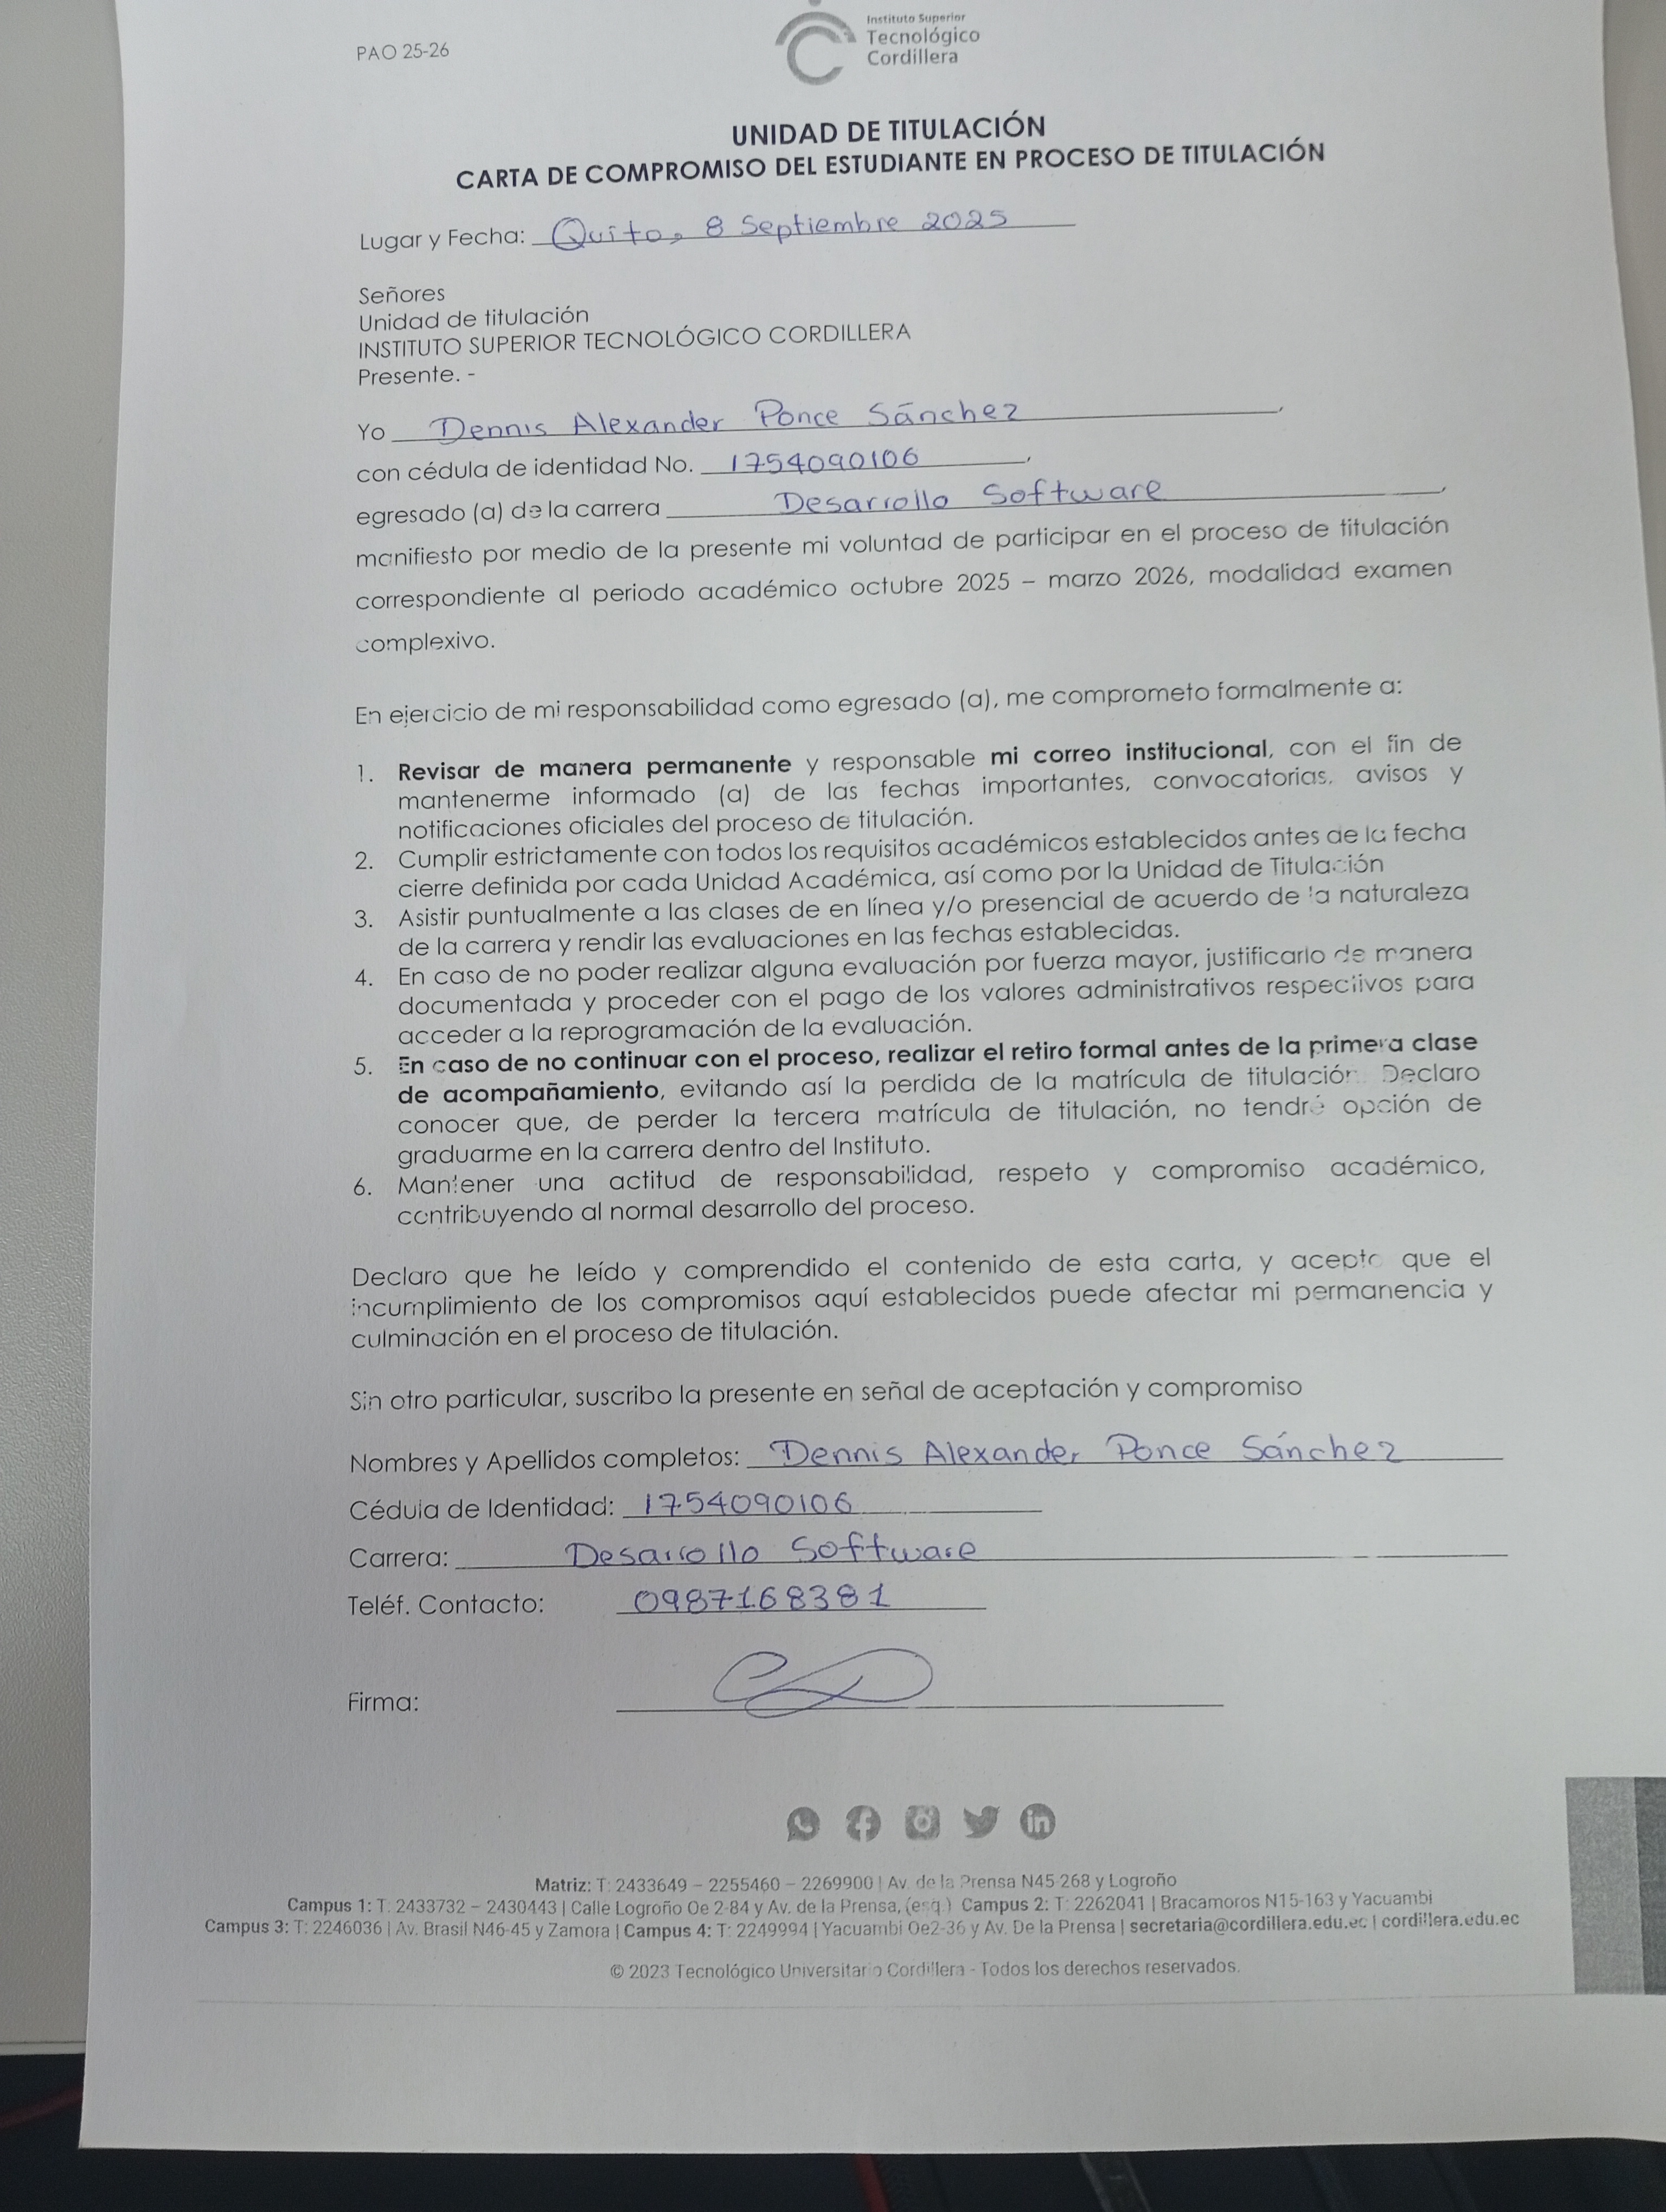 PAO 25-26
Instituto Superior
Tecnológico
Cordillera
UNIDAD DE TITULACIÓN
CARTA DE COMPROMISO DEL ESTUDIANTE EN PROCESO DE TITULACIÓN
Lugar y Fecha: Quito, 8 Septiembre 2025
Señores
Unidad de titulación
INSTITUTO SUPERIOR TECNOLÓGICO CORDILLERA
Presente. -
Yo Dennis Alexander Ponce Sánchez,
con cédula de identidad No. 1754090106,
egresado (a) de la carrera Desarrollo Software,
manifiesto por medio de la presente mi voluntad de participar en el proceso de titulación
correspondiente al periodo académico octubre 2025 – marzo 2026, modalidad examen
complexivo.
En ejercicio de mi responsabilidad como egresado (a), me comprometo formalmente a:
1. Revisar de manera permanente y responsable mi correo institucional, con el fin de
mantenerme informado (a) de las fechas importantes, convocatorias, avisos y
notificaciones oficiales del proceso de titulación.
2. Cumplir estrictamente con todos los requisitos académicos establecidos antes de la fecha
cierre definida por cada Unidad Académica, así como por la Unidad de Titulación
3. Asistir puntualmente a las clases de en línea y/o presencial de acuerdo de la naturaleza
de la carrera y rendir las evaluaciones en las fechas establecidas.
4. En caso de no poder realizar alguna evaluación por fuerza mayor, justificarlo de manera
documentada y proceder con el pago de los valores administrativos respectivos para
acceder a la reprogramación de la evaluación.
5. En caso de no continuar con el proceso, realizar el retiro formal antes de la primera clase
de acompañamiento, evitando así la perdida de la matrícula de titulación. Declaro
conocer que, de perder la tercera matrícula de titulación, no tendré opción de
graduarme en la carrera dentro del Instituto.
6. Mantener una actitud de responsabilidad, respeto y compromiso académico,
contribuyendo al normal desarrollo del proceso.
Declaro que he leído y comprendido el contenido de esta carta, y acepto que el
incumplimiento de los compromisos aquí establecidos puede afectar mi permanencia y
culminación en el proceso de titulación.
Sin otro particular, suscribo la presente en señal de aceptación y compromiso
Nombres y Apellidos completos: Dennis Alexander Ponce Sánchez
Cédula de Identidad: 1754090106
Carrera: Desarrollo Software
Teléf. Contacto: 0987168381
Firma:
Matriz: T: 2433649 – 2255460 – 2269900 | Av. de la Prensa N45-268 y Logroño
Campus 1: T: 2433732 – 2430443 | Calle Logroño Oe 2-84 y Av. de la Prensa, (esq.) Campus 2: T: 2262041 | Bracamoros N15-163 y Yacuambi
Campus 3: T: 2246036 | Av. Brasil N46-45 y Zamora | Campus 4: T: 2249994 | Yacuambi Oe2-36 y Av. De la Prensa | secretaria@cordillera.edu.ec | cordillera.edu.ec
© 2023 Tecnológico Universitario Cordillera - Todos los derechos reservados.